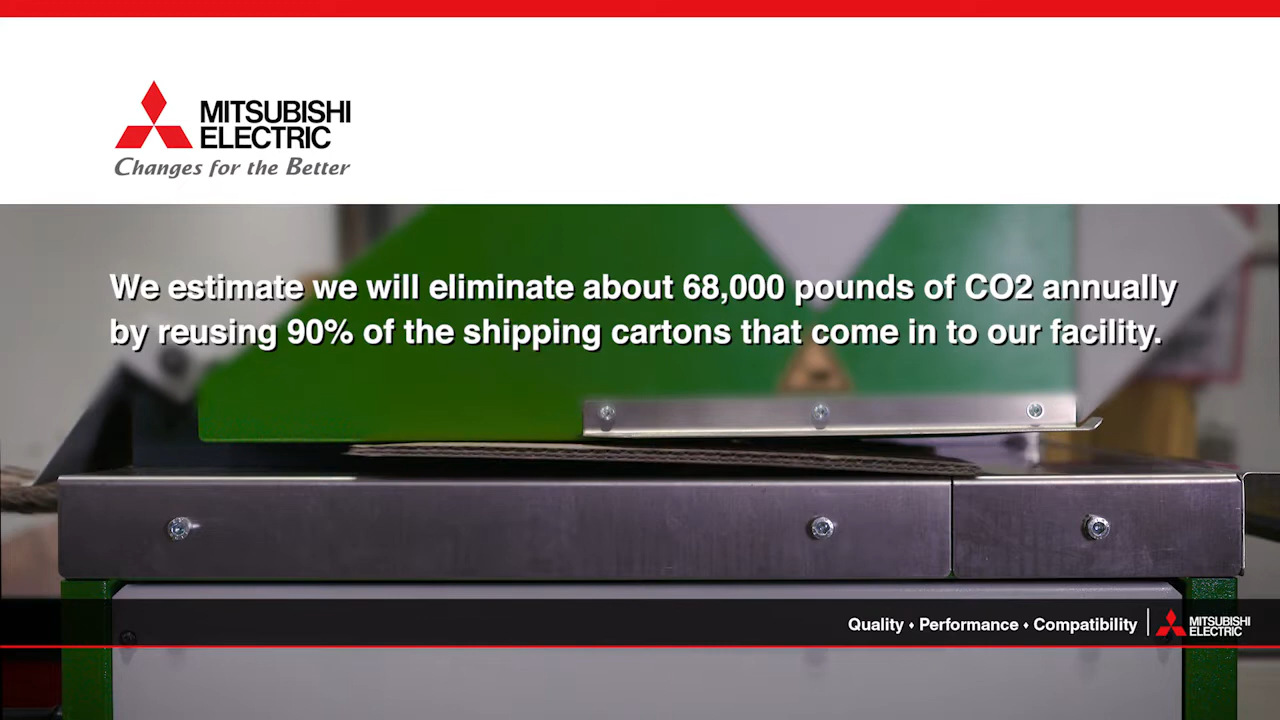 MITSUBISHI
ELECTRIC
Changes for the Better
We estimate we will eliminate about 68,000 pounds of CO2 annually
by reusing 90% of the shipping cartons that come in to our facility.
Quality ♦ Performance ♦ Compatibility
MITSUBISHI
ELECTRIC